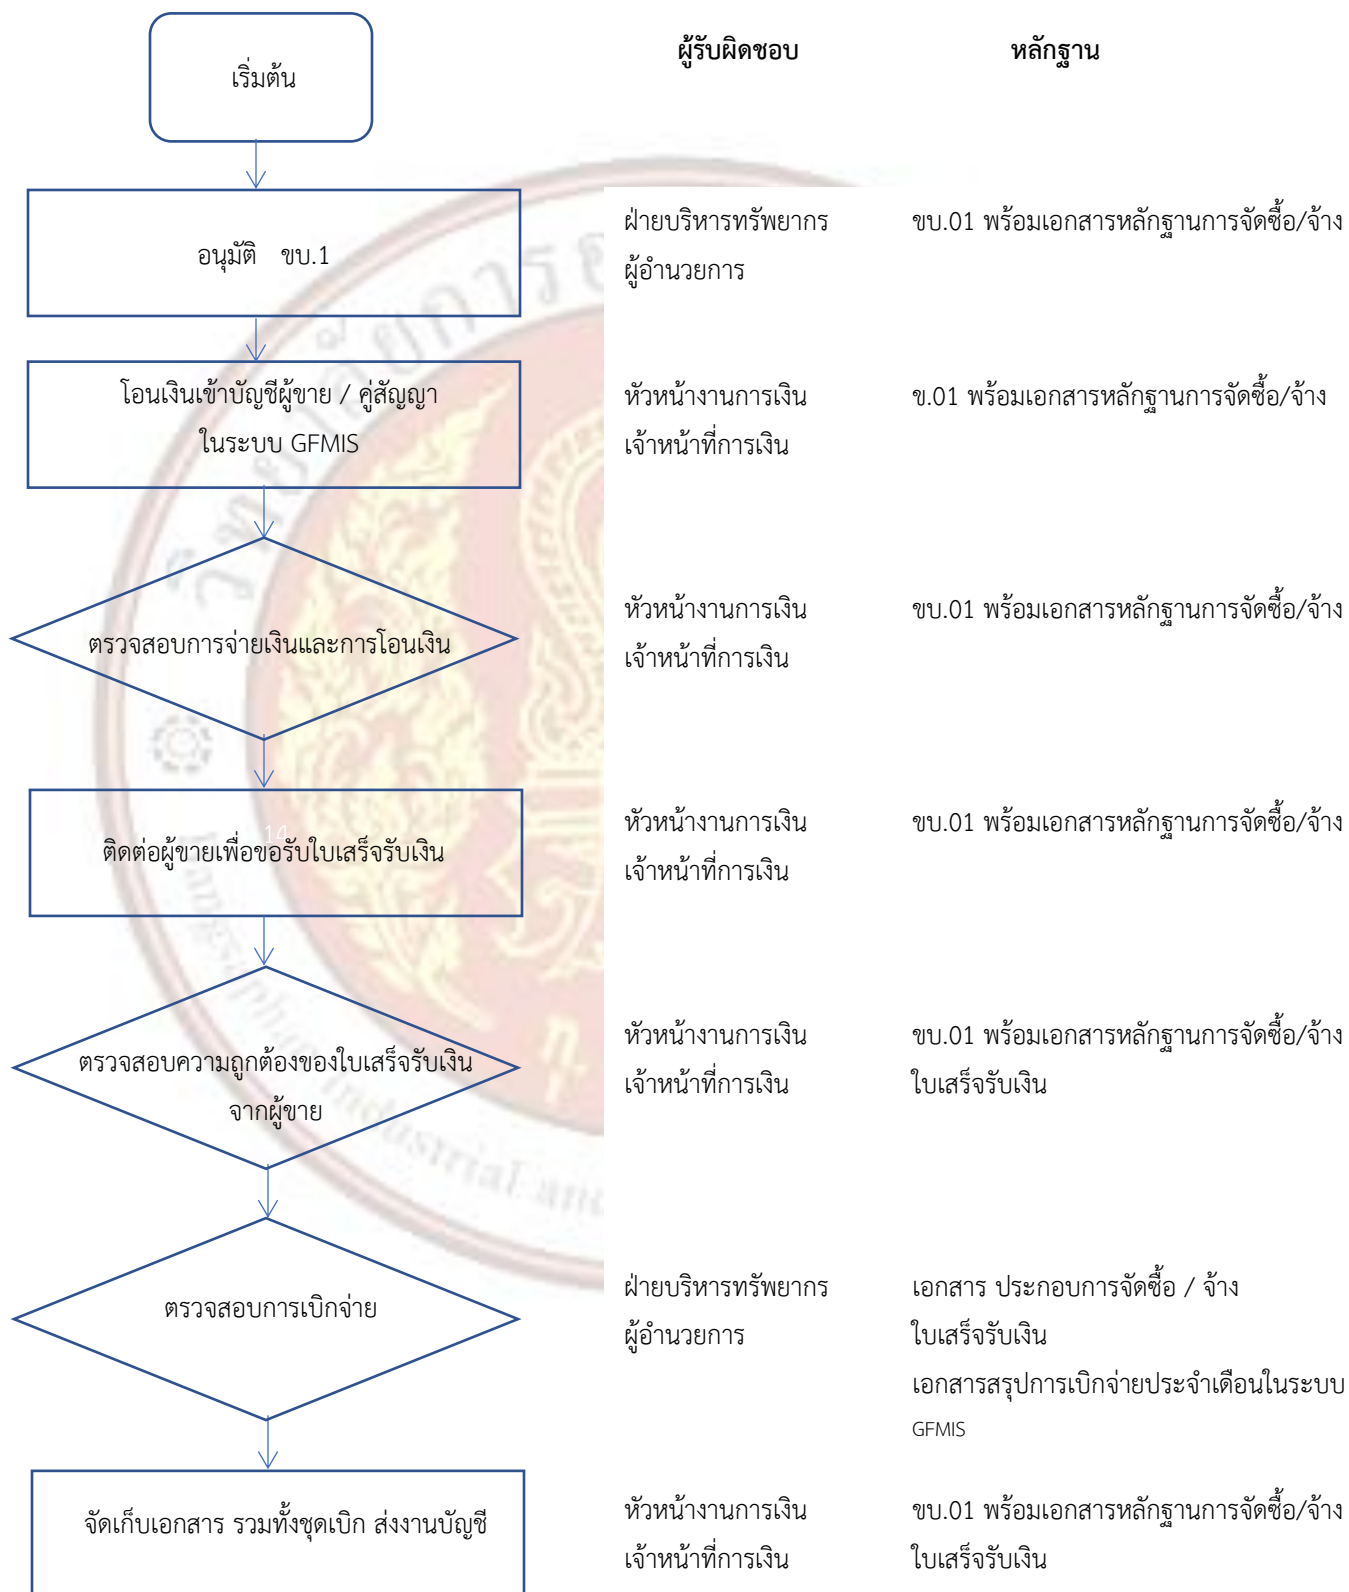 ผู้รับผิดชอบ หลักฐาน
เริ่มต้น
อนุมัติ ขบ.1
ฝ่ายบริหารทรัพยากร ขบ.01 พร้อมเอกสารหลักฐานการจัดซื้อ/จ้าง
ผู้อำนวยการ
โอนเงินเข้าบัญชีผู้ขาย / คู่สัญญา
ในระบบ GFMIS
หัวหน้างานการเงิน ข.01 พร้อมเอกสารหลักฐานการจัดซื้อ/จ้าง
เจ้าหน้าที่การเงิน
ตรวจสอบการจ่ายเงินและการโอนเงิน
หัวหน้างานการเงิน ขบ.01 พร้อมเอกสารหลักฐานการจัดซื้อ/จ้าง
เจ้าหน้าที่การเงิน
14
ติดต่อผู้ขายเพื่อขอรับใบเสร็จรับเงิน
หัวหน้างานการเงิน ขบ.01 พร้อมเอกสารหลักฐานการจัดซื้อ/จ้าง
เจ้าหน้าที่การเงิน
ตรวจสอบความถูกต้องของใบเสร็จรับเงิน
จากผู้ขาย
หัวหน้างานการเงิน ขบ.01 พร้อมเอกสารหลักฐานการจัดซื้อ/จ้าง
เจ้าหน้าที่การเงิน ใบเสร็จรับเงิน
ตรวจสอบการเบิกจ่าย
ฝ่ายบริหารทรัพยากร เอกสาร ประกอบการจัดซื้อ / จ้าง
ผู้อำนวยการ ใบเสร็จรับเงิน
เอกสารสรุปการเบิกจ่ายประจำเดือนในระบบ
GFMIS
จัดเก็บเอกสาร รวมทั้งชุดเบิก ส่งงานบัญชี
หัวหน้างานการเงิน ขบ.01 พร้อมเอกสารหลักฐานการจัดซื้อ/จ้าง
เจ้าหน้าที่การเงิน ใบเสร็จรับเงิน
Industrial and